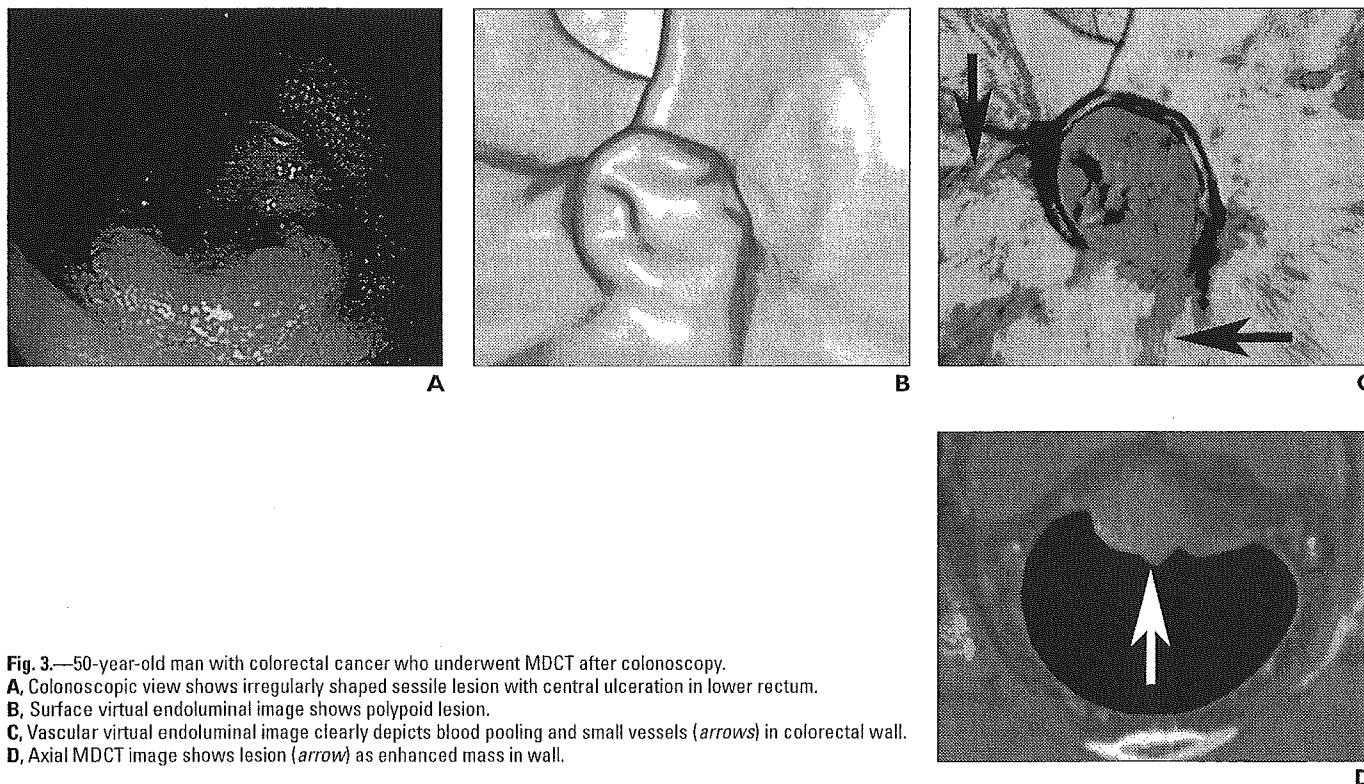 A
B
C
D
Fig. 3.—50-year-old man with colorectal cancer who underwent MDCT after colonoscopy.
A, Colonoscopic view shows irregularly shaped sessile lesion with central ulceration in lower rectum.
B, Surface virtual endoluminal image shows polypoid lesion.
C, Vascular virtual endoluminal image clearly depicts blood pooling and small vessels (arrows) in colorectal wall.
D, Axial MDCT image shows lesion (arrow) as enhanced mass in wall.